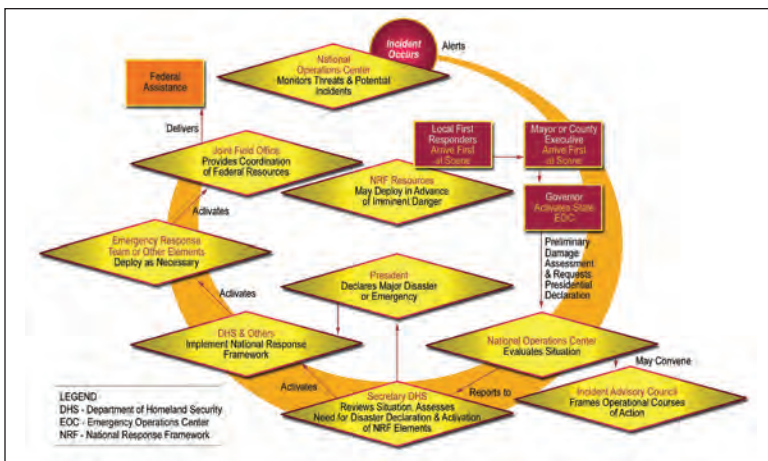 Incident
Occurs
Alerts
National
Operations Center
Monitors Threats & Potential
Incidents
Federal
Assistance
Delivers
Joint Field Office
Provides Coordination
of Federal Resources
Local First
Responders
Arrive First
at Scene
Mayor or County
Executive
Arrive First
at Scene
NRF Resources
May Deploy in Advance
of Imminent Danger
Governor
Activates State
EOC
Activates
Emergency Response
Team or Other Elements
Deploy as Necessary
Preliminary
Damage
Assessment
& Requests
Presidential
Declaration
President
Declares Major Disaster
or Emergency
Activates
DHS & Others
Implement National Response
Framework
National Operations Center
Evaluates Situation
May Convene
Incident Advisory Council
Frames Operational Courses
of Action
Activates
Reports to
Secretary DHS
Reviews Situation, Assesses
Need for Disaster Declaration & Activation
of NRF Elements
LEGEND
DHS - Department of Homeland Security
EOC - Emergency Operations Center
NRF - National Response Framework